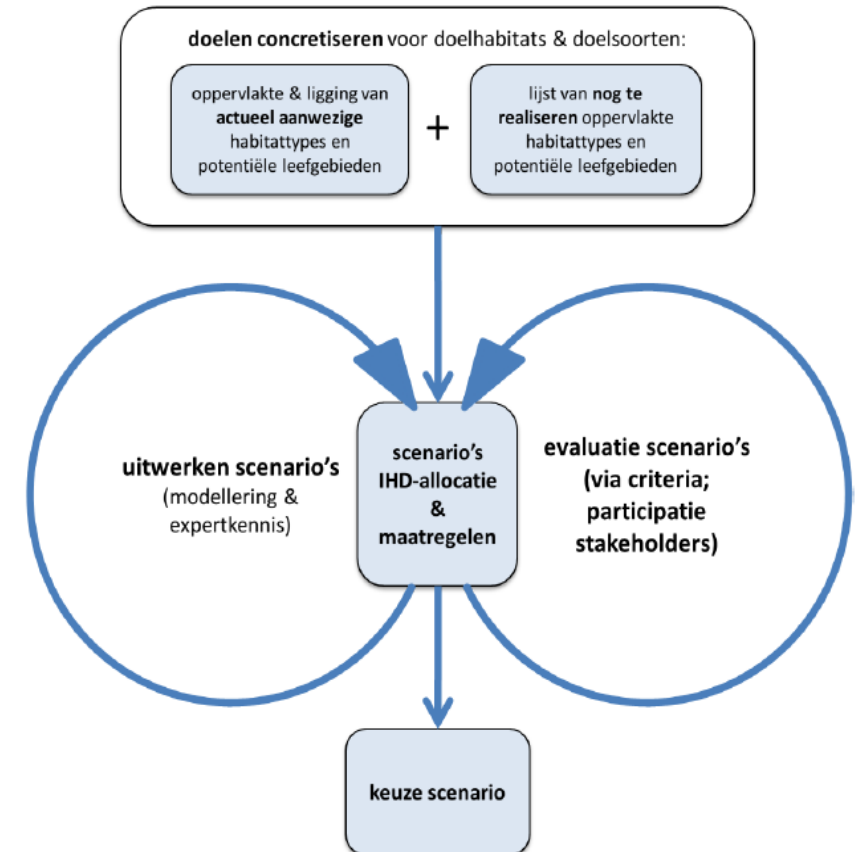 doelen concretiseren voor doelhabitats & doelsoorten:
oppervlakte & ligging van
actueel aanwezige
habitattypes en
potentiële leefgebieden
+
lijst van nog te
realiseren oppervlakte
habitattypes en
potentiële leefgebieden
uitwerken scenario's
(modellering &
expertkennis)
scenario's
IHD-allocatie
&
maatregelen
evaluatie scenario's
(via criteria;
participatie
stakeholders)
keuze scenario